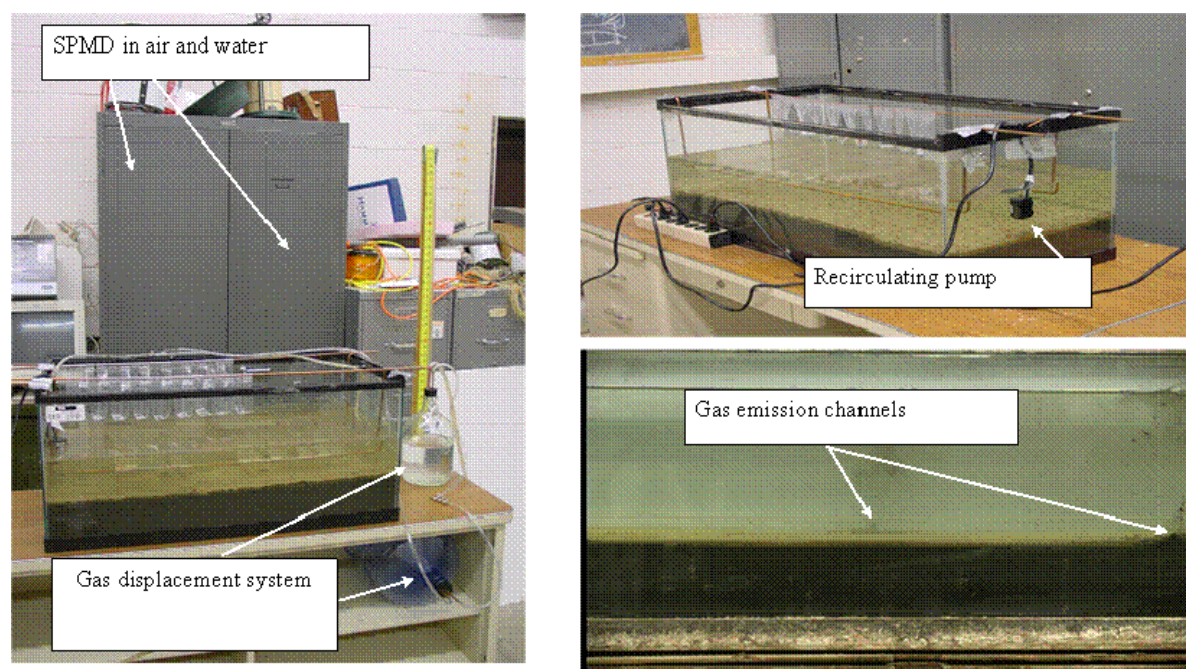 SPMD in air and water
Gas displacement system
Recirculating pump
Gas emission channels